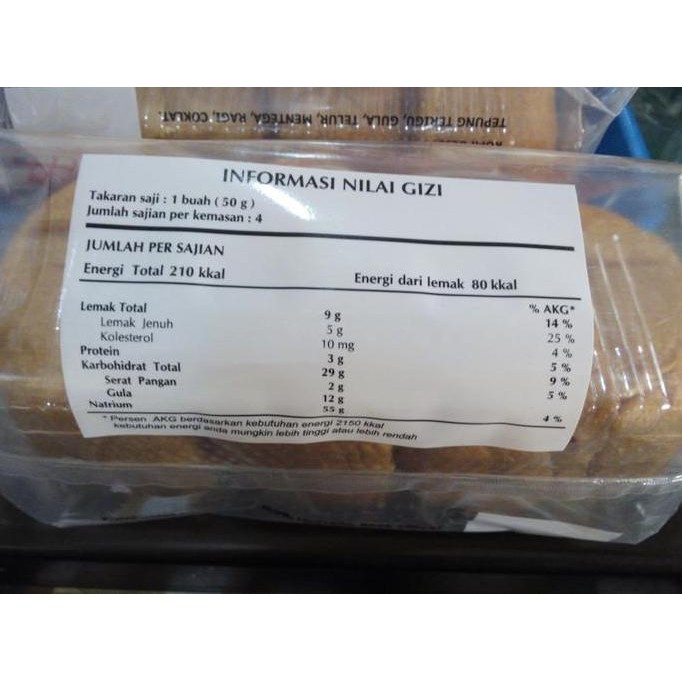 TEPUNG TERIGU, GULA, TELUR, MENTEGA, RAGI, COKLAT.
INFORMASI NILAI GIZI
Takaran saji : 1 buah ( 50 g )
Jumlah sajian per kemasan : 4
JUMLAH PER SAJIAN
Energi Total 210 kkal Energi dari lemak 80 kkal
% AKG*
Lemak Total 9 g 14 %
Lemak Jenuh 5 g 25 %
Kolesterol 10 mg 4 %
Protein 3 g 5 %
Karbohidrat Total 29 g 9 %
Serat Pangan 2 g 5 %
Gula 12 g
Natrium 55 g 4 %
* Persen AKG berdasarkan kebutuhan energi 2150 kkal
kebutuhan energi anda mungkin lebih tinggi atau lebih rendah